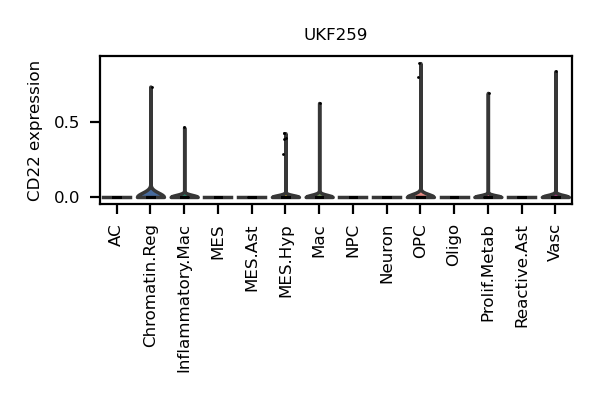 UKF259
CD22 expression
0.5
0.0
AC
Chromatin.Reg
Inflammatory.Mac
MES
MES.Ast
MES.Hyp
Mac
NPC
Neuron
OPC
Oligo
Prolif.Metab
Reactive.Ast
Vasc